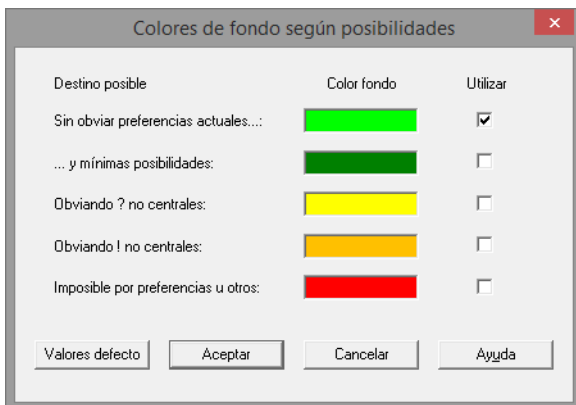 Colores de fondo según posibilidades
Destino posible Color fondo Utilizar
Sin obviar preferencias actuales...:
... y mínimas posibilidades:
Obviando ? no centrales:
Obviando ! no centrales:
Imposible por preferencias u otros:
Valores defecto Aceptar Cancelar Ayuda